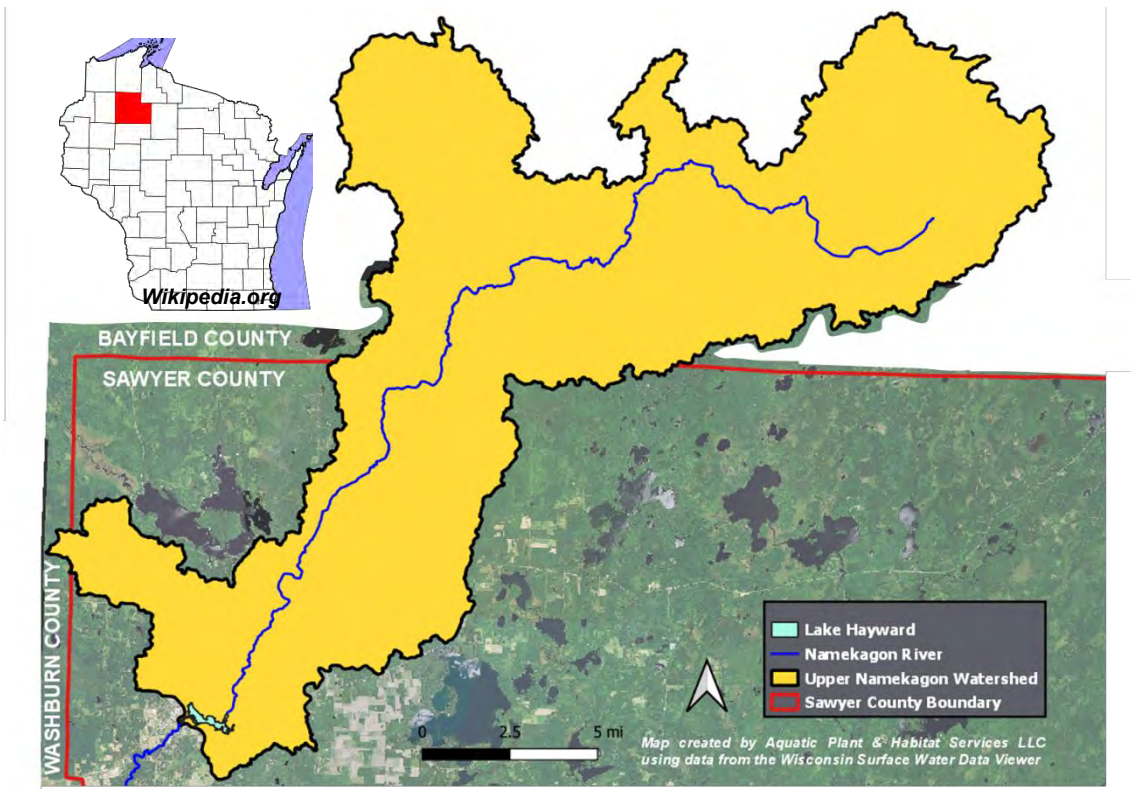 Wikipedia.org
BAYFIELD COUNTY
SAWYER COUNTY
WASHBURN COUNTY
Lake Hayward
Namekagon River
Upper Namekagon Watershed
Sawyer County Boundary
0 2.5 5 mi
Map created by Aquatic Plant & Habitat Services LLC
using data from the Wisconsin Surface Water Data Viewer